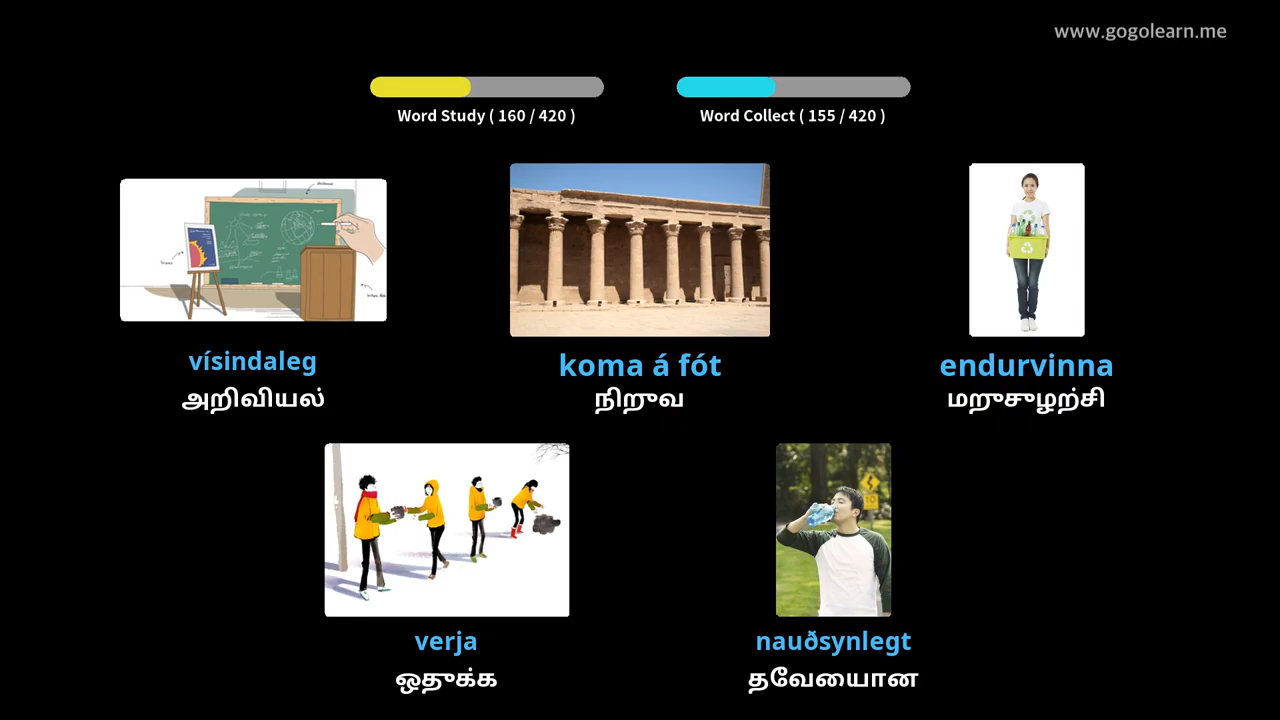 www.gogolearn.me
Word Study ( 160 / 420 )
Word Collect ( 155 / 420 )
vísindaleg
அறிவியல்
koma á fót
நிறுவ
endurvinna
மறுசுழற்சி
verja
ஒதுக்க
nauðsynlegt
தேவையான